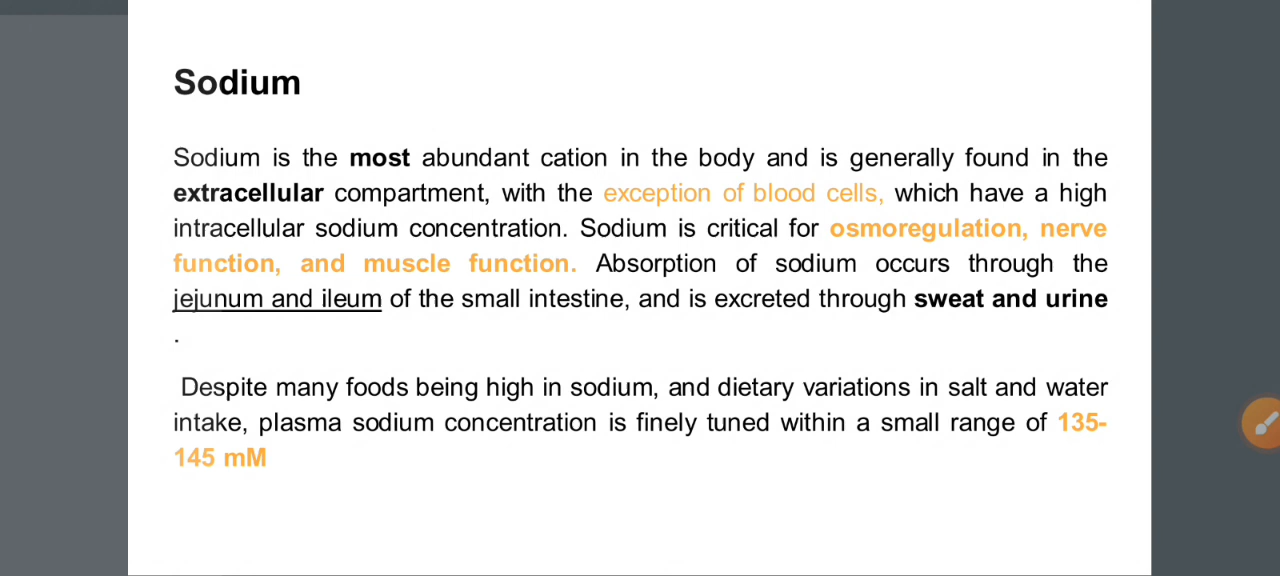 Sodium
Sodium is the most abundant cation in the body and is generally found in the
extracellular compartment, with the exception of blood cells, which have a high
intracellular sodium concentration. Sodium is critical for osmoregulation, nerve
function, and muscle function. Absorption of sodium occurs through the
jejunum and ileum of the small intestine, and is excreted through sweat and urine
.
Despite many foods being high in sodium, and dietary variations in salt and water
intake, plasma sodium concentration is finely tuned within a small range of 135-
145 mM